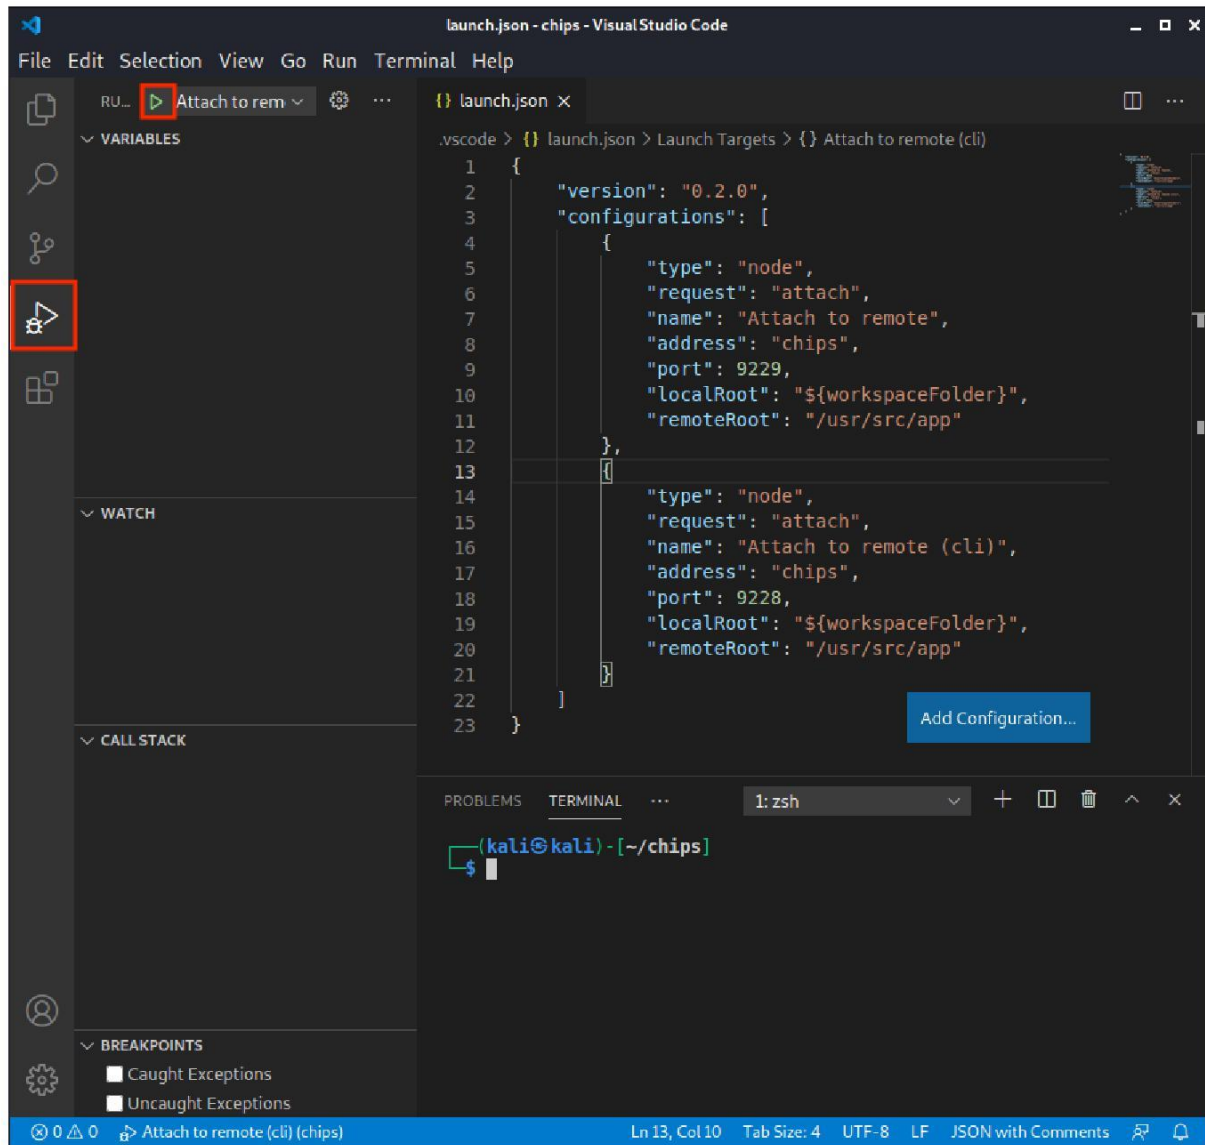 launch.json - chips - Visual Studio Code
File Edit Selection View Go Run Terminal Help
RU... Attach to rem
VARIABLES
WATCH
CALL STACK
BREAKPOINTS
Caught Exceptions
Uncaught Exceptions
{} launch.json ×
.vscode > {} launch.json > Launch Targets > {} Attach to remote (cli)
1 {
2 "version": "0.2.0",
3 "configurations": [
4 {
5 "type": "node",
6 "request": "attach",
7 "name": "Attach to remote",
8 "address": "chips",
9 "port": 9229,
10 "localRoot": "${workspaceFolder}",
11 "remoteRoot": "/usr/src/app"
12 },
13 {
14 "type": "node",
15 "request": "attach",
16 "name": "Attach to remote (cli)",
17 "address": "chips",
18 "port": 9228,
19 "localRoot": "${workspaceFolder}",
20 "remoteRoot": "/usr/src/app"
21 }
22 ]
23 }
Add Configuration...
PROBLEMS TERMINAL ··· 1: zsh
┌──(kali㉿kali)-[~/chips]
└─$
0 0 Attach to remote (cli) (chips) Ln 13, Col 10 Tab Size: 4 UTF-8 LF JSON with Comments